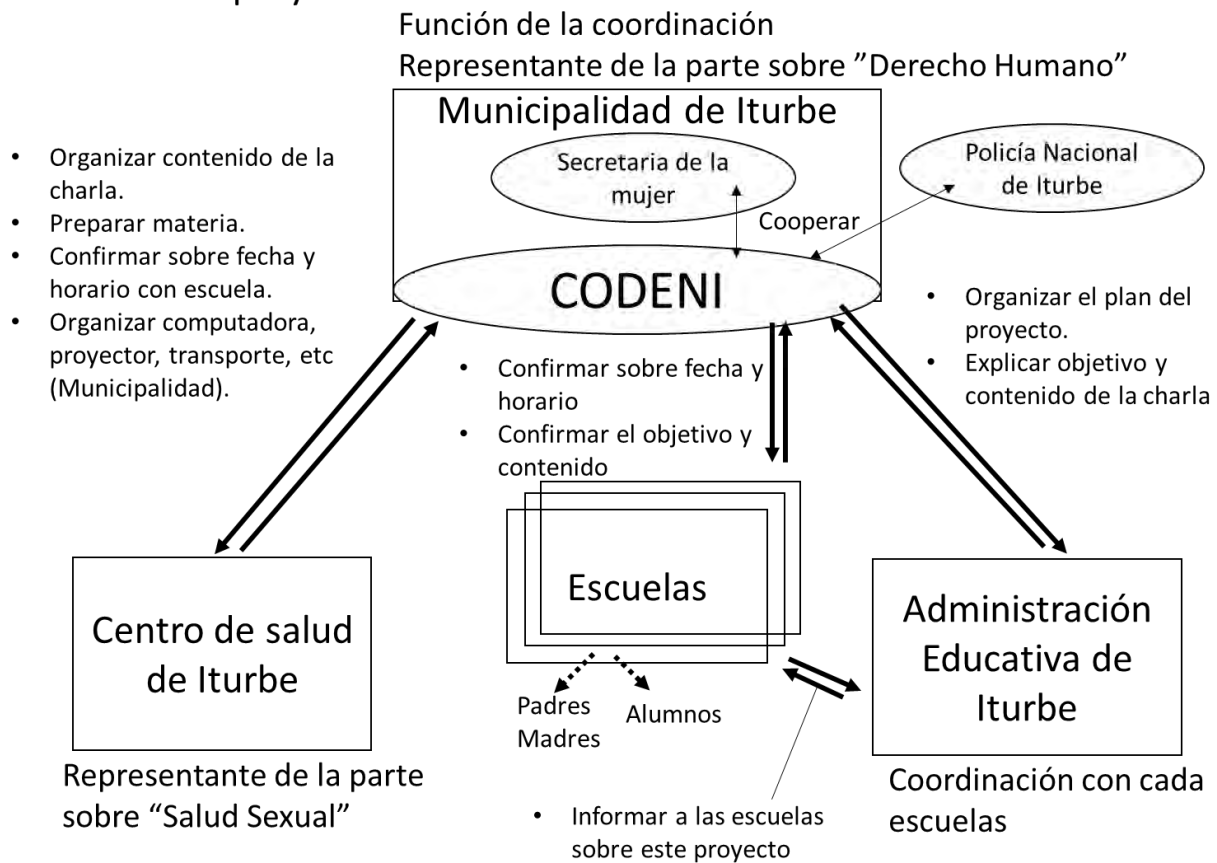 Función de la coordinación
Representante de la parte sobre ”Derecho Humano”
Municipalidad de Iturbe
Secretaria de la
mujer
Policía Nacional
de Iturbe
Cooperar
CODENI
• Organizar contenido de la
charla.
• Preparar materia.
• Confirmar sobre fecha y
horario con escuela.
• Organizar computadora,
proyector, transporte, etc
(Municipalidad).
• Confirmar sobre fecha y
horario
• Confirmar el objetivo y
contenido
• Organizar el plan del
proyecto.
• Explicar objetivo y
contenido de la charla
Centro de salud
de Iturbe
Escuelas
Administración
Educativa de
Iturbe
Padres
Madres
Alumnos
Representante de la parte
sobre “Salud Sexual”
Coordinación con cada
escuelas
• Informar a las escuelas
sobre este proyecto